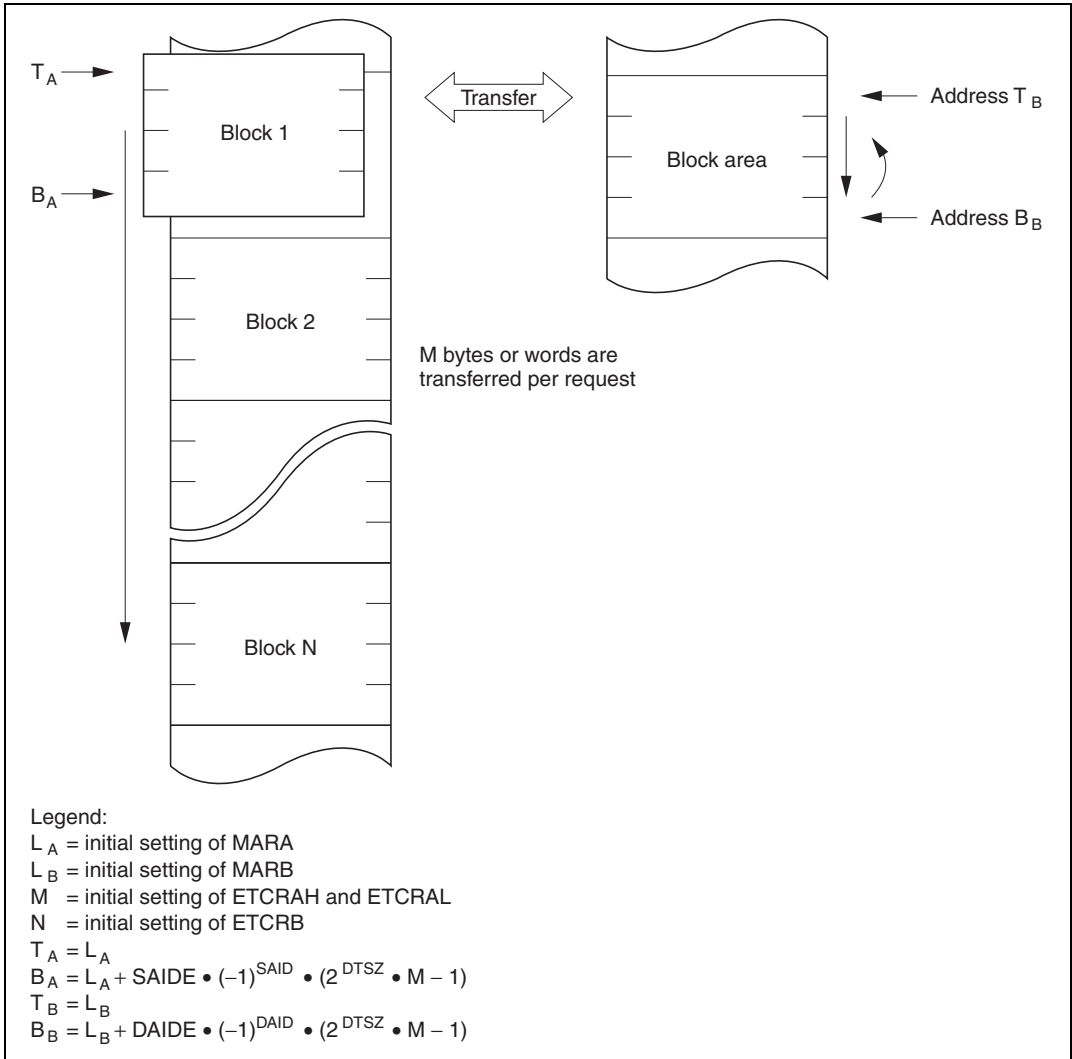 T A
Block 1
Transfer
Address T B
Block area
B A
Address B B
Block 2
M bytes or words are
transferred per request
Block N
Legend:
L A = initial setting of MARA
L B = initial setting of MARB
M = initial setting of ETCRAH and ETCRAL
N = initial setting of ETCRB
T A = L A
B A = L A + SAIDE • (–1)^SAID • (2^DTSZ • M – 1)
T B = L B
B B = L B + DAIDE • (–1)^DAID • (2^DTSZ • M – 1)